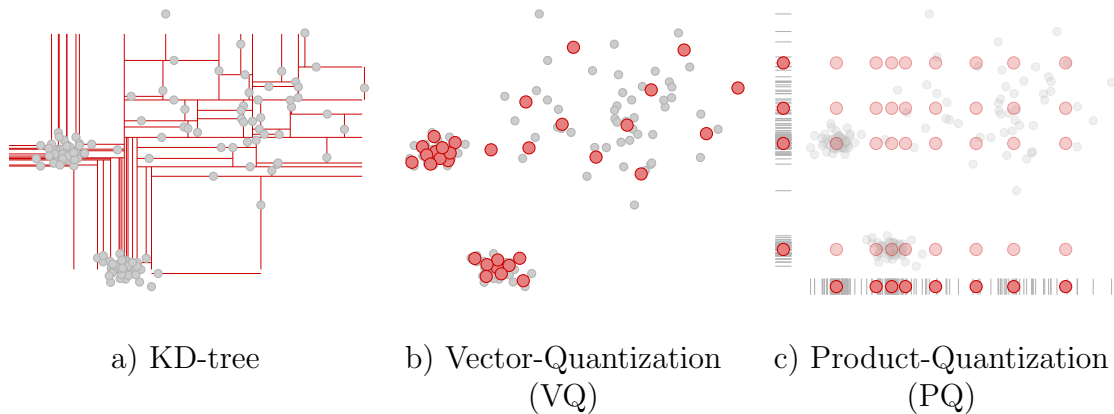 a) KD-tree
b) Vector-Quantization
(VQ)
c) Product-Quantization
(PQ)